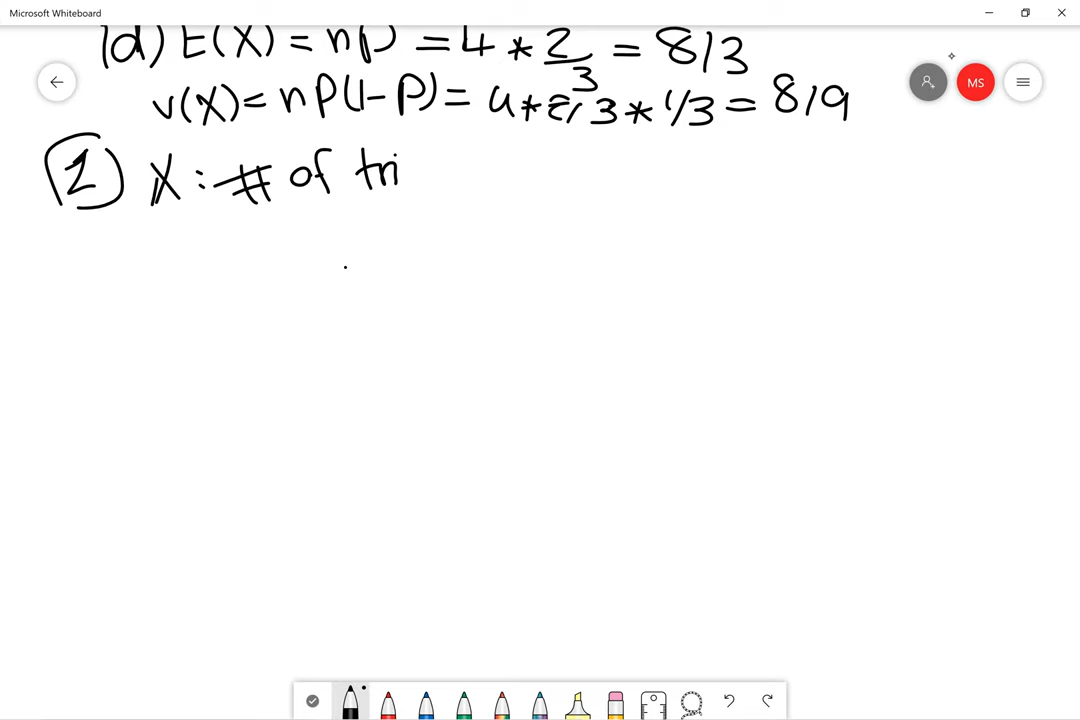 Microsoft Whiteboard
(d) E(X) = np = 4 * 2/3 = 8/3
V(X) = np(1-p) = 4 * 2/3 * 1/3 = 8/9
MS
2) X : # of tri